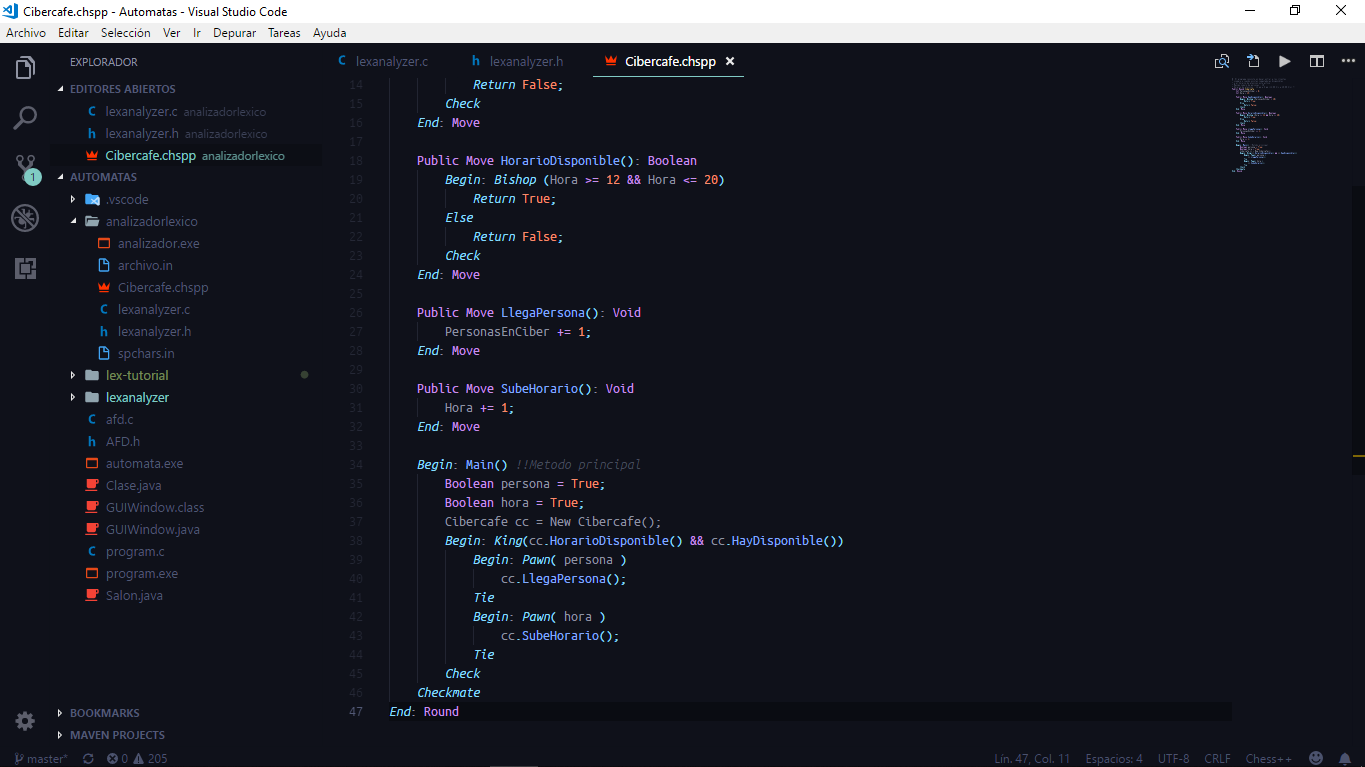 Cibercafe.chspp - Automatas - Visual Studio Code
Archivo Editar Selección Ver Ir Depurar Tareas Ayuda
EXPLORADOR
EDITORES ABIERTOS
C lexanalyzer.c analizadorlexico
h lexanalyzer.h analizadorlexico
Cibercafe.chspp analizadorlexico
1
AUTOMATAS
.vscode
analizadorlexico
analizador.exe
archivo.in
Cibercafe.chspp
C lexanalyzer.c
h lexanalyzer.h
spchars.in
lex-tutorial
lexanalyzer
C afd.c
h AFD.h
automata.exe
Clase.java
GUIWindow.class
GUIWindow.java
C program.c
program.exe
Salon.java
BOOKMARKS
MAVEN PROJECTS
C lexanalyzer.c h lexanalyzer.h Cibercafe.chspp
14 Return False;
15 Check
16 End: Move
17
18 Public Move HorarioDisponible(): Boolean
19 Begin: Bishop (Hora >= 12 && Hora <= 20)
20 Return True;
21 Else
22 Return False;
23 Check
24 End: Move
25
26 Public Move LlegaPersona(): Void
27 PersonasEnCiber += 1;
28 End: Move
29
30 Public Move SubeHorario(): Void
31 Hora += 1;
32 End: Move
33
34 Begin: Main() !!Metodo principal
35 Boolean persona = True;
36 Boolean hora = True;
37 Cibercafe cc = New Cibercafe();
38 Begin: King(cc.HorarioDisponible() && cc.HayDisponible())
39 Begin: Pawn( persona )
40 cc.LlegaPersona();
41 Tie
42 Begin: Pawn( hora )
43 cc.SubeHorario();
44 Tie
45 Check
46 Checkmate
47 End: Round
master* 0 205 Lín. 47, Col. 11 Espacios: 4 UTF-8 CRLF Chess++